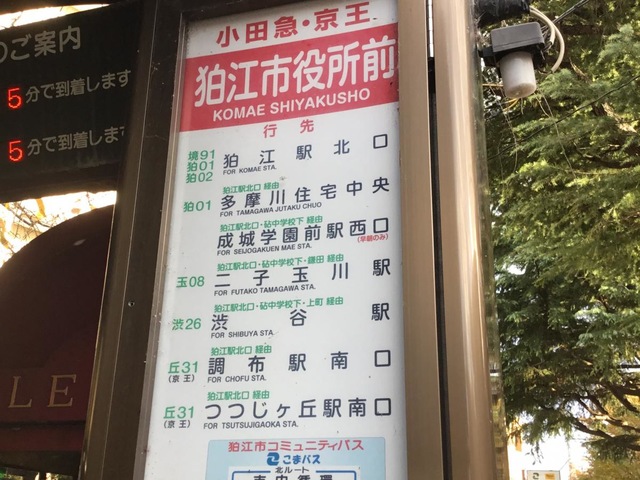 のご案内
5分で到着します
5分で到着しま
小田急・京王
狛江市役所前
KOMAE SHIYAKUSHO
行先
境91
狛01
狛02
狛江駅北口
FOR KOMAE STA.
狛江駅北口 経由
狛01 多摩川住宅中央
FOR TAMAGAWA JUTAKU CHUO
狛江駅北口・砧中学校下 経由
成城学園前駅西口
FOR SEIJOGAKUEN MAE STA.
(早朝のみ)
狛江駅北口・砧中学校下・鎌田 経由
玉08 二子玉川駅
FOR FUTAKO TAMAGAWA STA.
狛江駅北口・砧中学校下・上町 経由
渋26 渋谷駅
FOR SHIBUYA STA.
狛江駅北口 経由
丘31 調布駅南口
(京王)
FOR CHOFU STA.
狛江駅北口 経由
丘31 つつじヶ丘駅南口
(京王)
FOR TSUTSUJIGAOKA STA.
狛江市コミュニティバス
こまバス
北ルート
LE